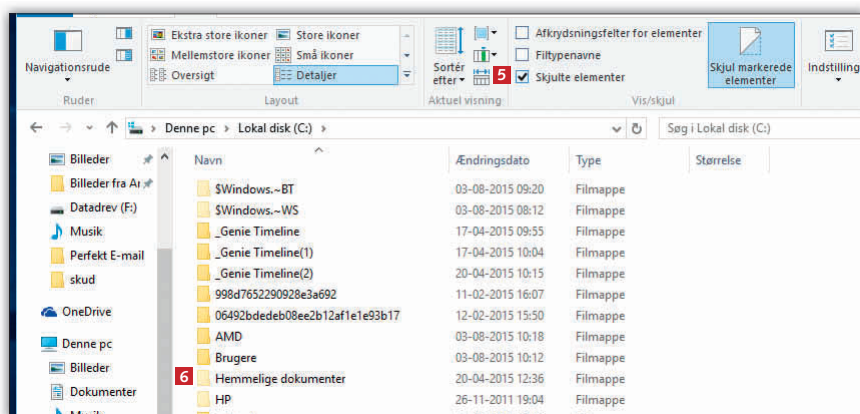 Ekstra store ikoner Store ikoner
Mellemstore ikoner Små ikoner
Oversigt Detaljer
Navigationsrude
Ruder
Layout
Sortér
efter
Aktuel visning
Afkrydsningsfelter for elementer
Filtypenavne
5 Skjulte elementer
Skjul markerede
elementer
Vis/skjul
Indstilling
Denne pc Lokal disk (C:)
Søg i Lokal disk (C:)
Billeder
Billeder fra Ar
Datadrev (F:)
Musik
Perfekt E-mail
skud
OneDrive
Denne pc
Billeder
Dokumenter
Navn Ændringsdato Type Størrelse
$Windows.~BT 03-08-2015 09:20 Filmappe
$Windows.~WS 03-08-2015 08:12 Filmappe
_Genie Timeline 17-04-2015 09:55 Filmappe
_Genie Timeline(1) 17-04-2015 10:04 Filmappe
_Genie Timeline(2) 20-04-2015 10:15 Filmappe
998d7652290928e3a692 11-02-2015 16:07 Filmappe
06492bdedeb08ee2b12af1e1e93b17 12-02-2015 15:50 Filmappe
AMD 03-08-2015 10:18 Filmappe
Brugere 03-08-2015 10:12 Filmappe
6 Hemmelige dokumenter 20-04-2015 12:36 Filmappe
HP 26-11-2011 19:04 Filmappe